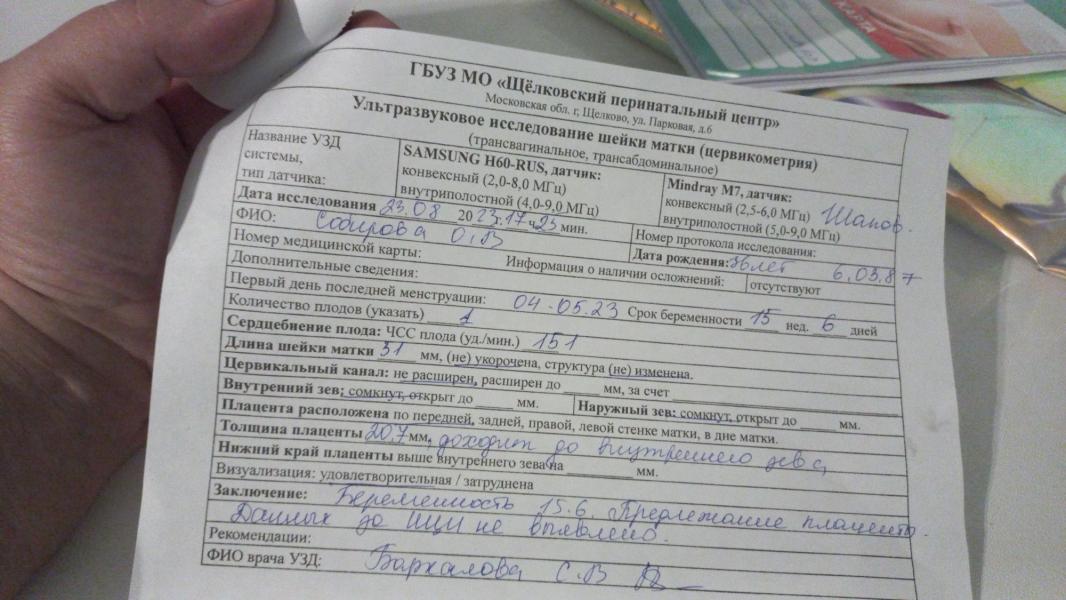 КАРТА
ГБУЗ МО «Щёлковский перинатальный центр»
Московская обл. г, Щелково, ул. Парковая, д.6
Ультразвуковое исследование шейки матки (цервикометрия)
(трансвагинальное, трансабдоминальное)
Название УЗД системы, тип датчика:
SAMSUNG H60-RUS, датчик:
конвексный (2,0-8,0 МГц)
внутриполостной (4,0-9,0 МГц)
Mindray M7, датчик:
конвексный (2,5-6,0 МГц)
внутриполостной (5,0-9,0 МГц)
Дата исследования 23.08 2023г. 17 ч 25 мин.
Номер протокола исследования:
ФИО: Собирова О.В
Дата рождения: 36лет 6.03.87
Номер медицинской карты:
Информация о наличии осложнений: отсутствуют
Дополнительные сведения:
Первый день последней менструации: 04.05.23 Срок беременности 15 нед. 6 дней
Количество плодов (указать) 1
Сердцебиение плода: ЧСС плода (уд./мин.) 151
Длина шейки матки 31 мм, (не) укорочена, структура (не) изменена.
Цервикальный канал: не расширен, расширен до ______ мм, за счет
Внутренний зев: сомкнут, открыт до ______ мм.
Наружный зев: сомкнут, открыт до _____ мм.
Плацента расположена по передней, задней, правой, левой стенке матки, в дне матки.
Толщина плаценты 20,7 мм, доходит до внутреннего зева,
Нижний край плаценты выше внутреннего зева на ______ мм.
Визуализация: удовлетворительная / затруднена
Заключение: Беременность 15.6. Предлежание плаценты.
Данных за ИЦН не выявлено.
Рекомендации:
ФИО врача УЗД: Бархалова С.В